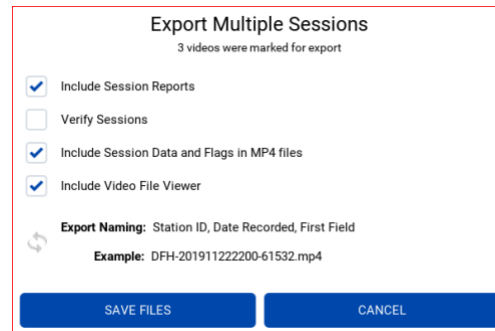 Export Multiple Sessions
3 videos were marked for export
Include Session Reports
Verify Sessions
Include Session Data and Flags in MP4 files
Include Video File Viewer
Export Naming: Station ID, Date Recorded, First Field
Example: DFH-201911222200-61532.mp4
SAVE FILES CANCEL